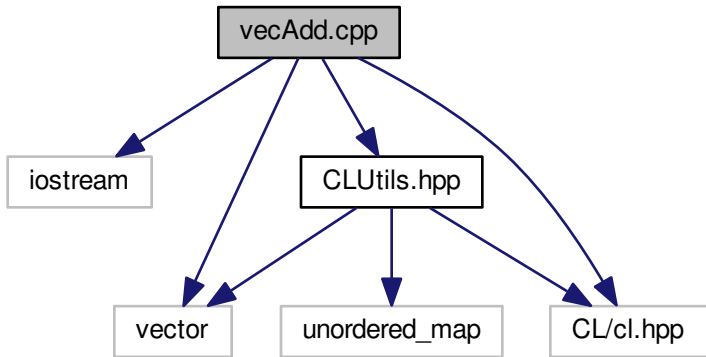 vecAdd.cpp
iostream
CLUtils.hpp
vector
unordered_map
CL/cl.hpp